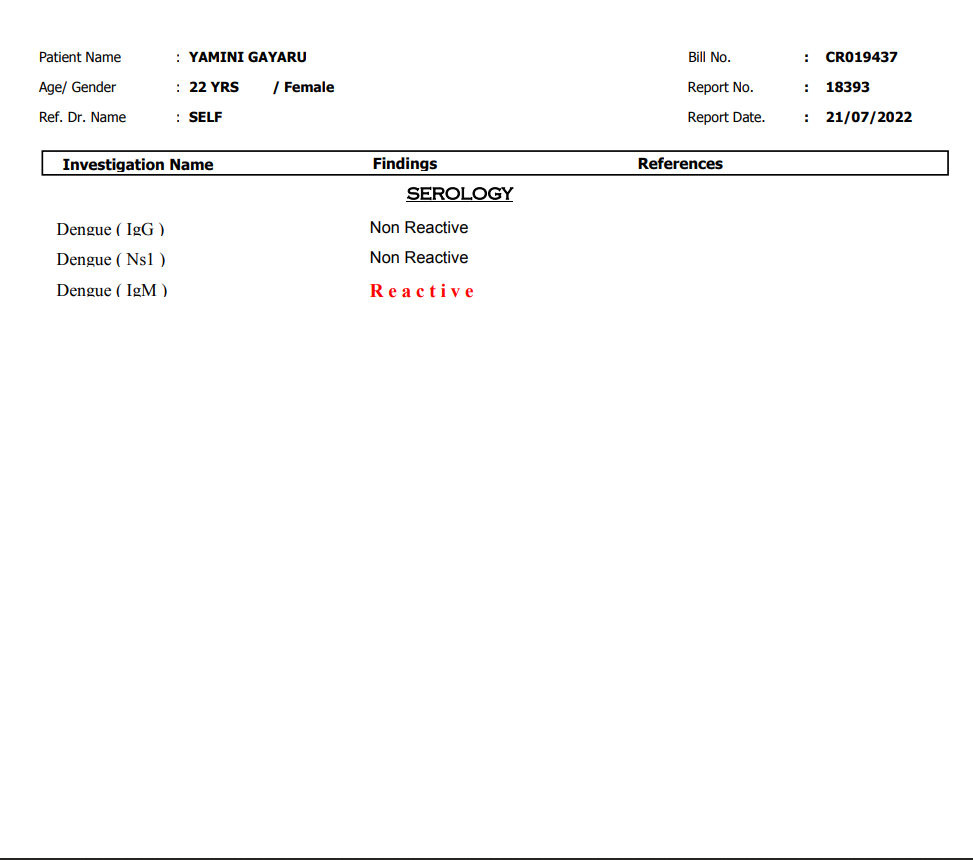 Patient Name : YAMINI GAYARU Bill No. : CR019437
Age/ Gender : 22 YRS / Female Report No. : 18393
Ref. Dr. Name : SELF Report Date. : 21/07/2022
Investigation Name Findings References
SEROLOGY
Dengue ( IgG ) Non Reactive
Dengue ( Ns1 ) Non Reactive
Dengue ( IgM ) Reactive